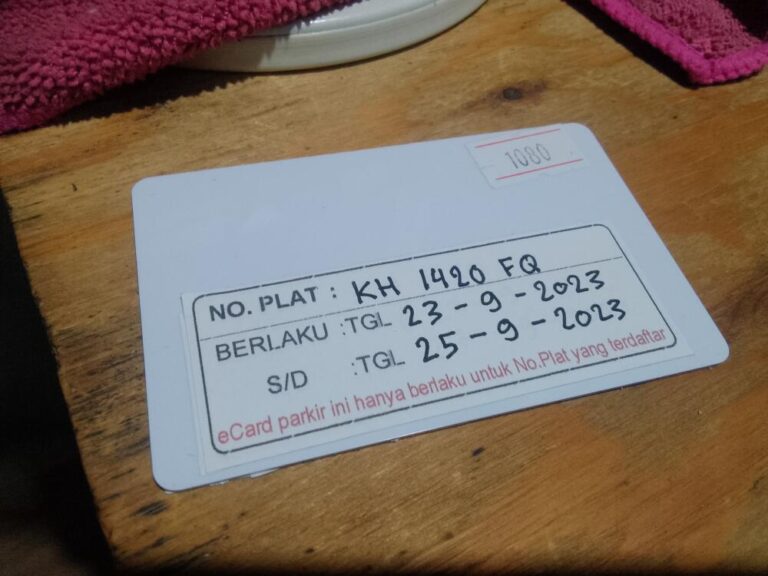 1080
NO. PLAT : KH 1420 FQ
BERLAKU :TGL 23-9-2023
S/D :TGL 25-9-2023
eCard parkir ini hanya berlaku untuk No.Plat yang terdaftar